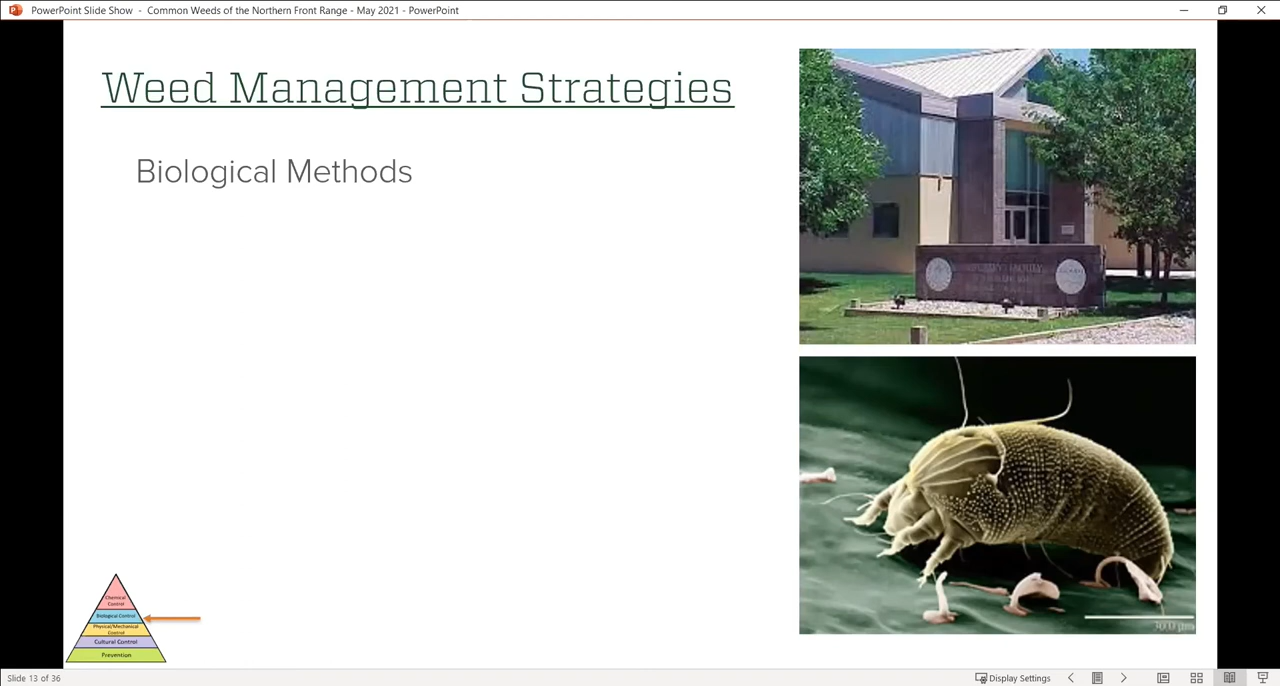 PowerPoint Slide Show - Common Weeds of the Northern Front Range - May 2021 - PowerPoint
Weed Management Strategies
Biological Methods
Chemical
Control
Biological Control
Physical/Mechanical
Control
Cultural Control
Prevention
Slide 13 of 36
Display Settings